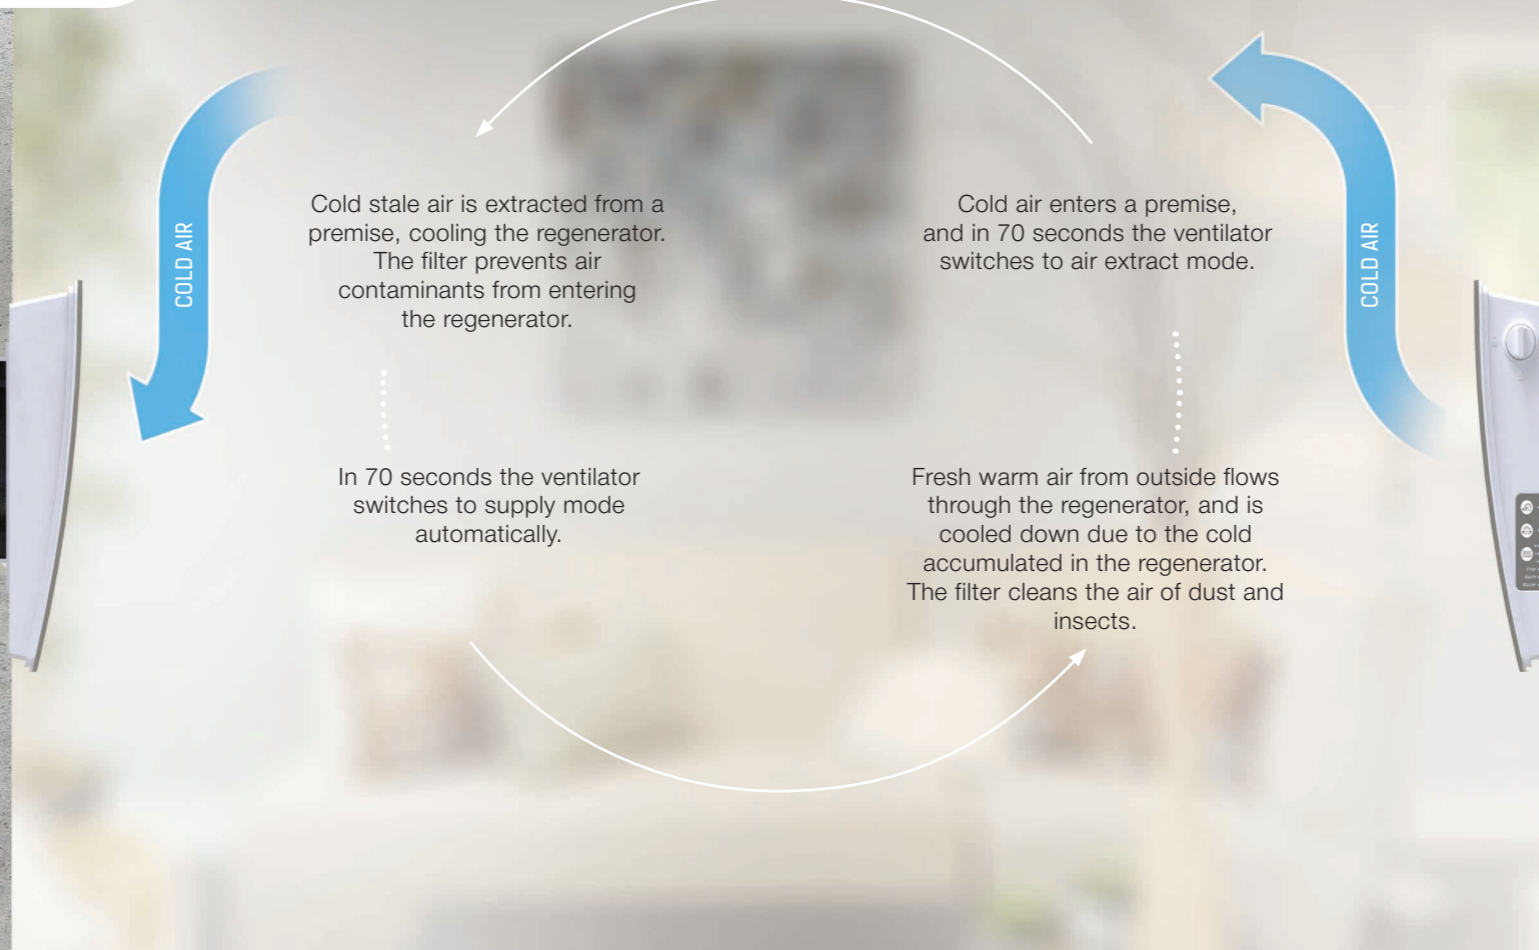 COLD AIR
Cold stale air is extracted from a
premise, cooling the regenerator.
The filter prevents air
contaminants from entering
the regenerator.
In 70 seconds the ventilator
switches to supply mode
automatically.
Cold air enters a premise,
and in 70 seconds the ventilator
switches to air extract mode.
Fresh warm air from outside flows
through the regenerator, and is
cooled down due to the cold
accumulated in the regenerator.
The filter cleans the air of dust and
insects.
COLD AIR